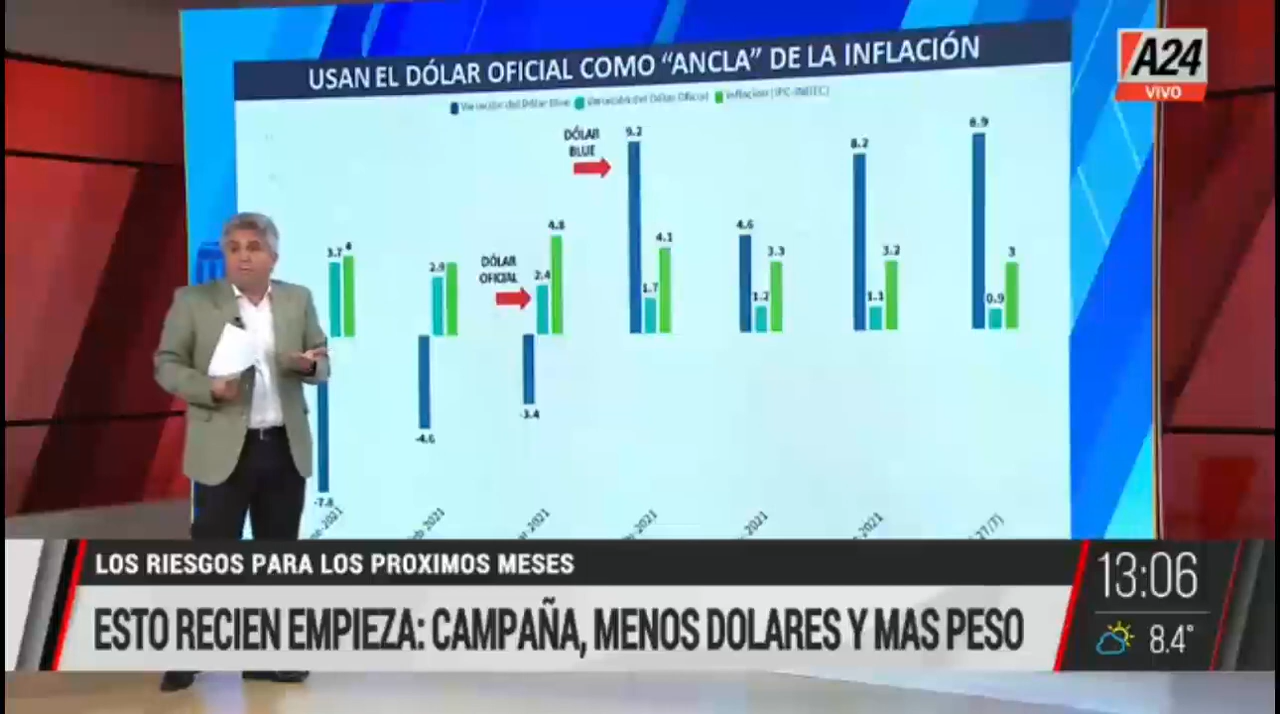 USAN EL DÓLAR OFICIAL COMO "ANCLA" DE LA INFLACIÓN
A24
VIVO
Variación del Dólar Blue Variación del Dólar Oficial Inflación (IPC-INDEC)
DÓLAR
BLUE
9.2
8.2
6.9
DÓLAR
OFICIAL
3.7
4
2.9
2.4
4.8
1.7
4.1
4.6
1.2
3.3
1.1
3.2
0.9
3
-7.8
-4.6
-3.4
LOS RIESGOS PARA LOS PROXIMOS MESES
ESTO RECIEN EMPIEZA: CAMPAÑA, MENOS DOLARES Y MAS PESO
13:06
8.4°